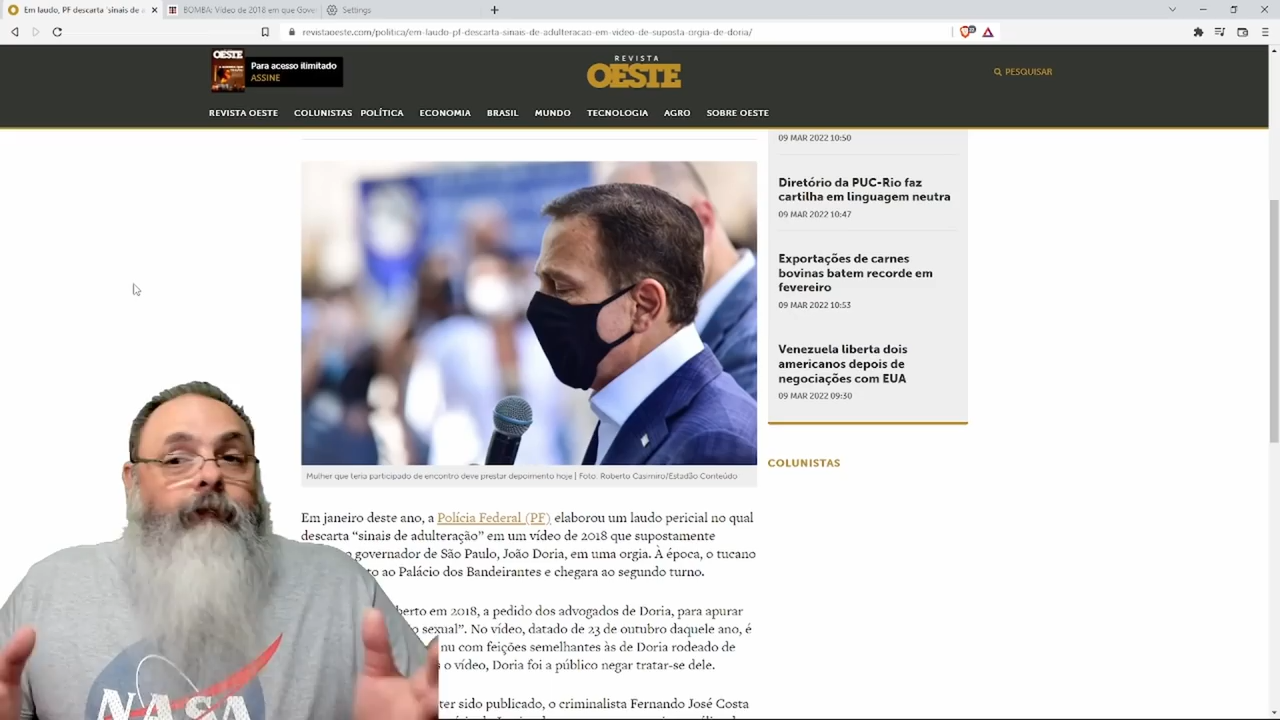 Em laudo, PF descarta 'sinais de a
BOMBA: Vídeo de 2018 em que Gove
Settings
revistaoeste.com/politica/em-laudo-pf-descarta-sinais-de-adulteracao-em-video-de-suposta-orgia-de-doria/
OESTE
Para acesso ilimitado
ASSINE
REVISTA
OESTE
PESQUISAR
REVISTA OESTE
COLUNISTAS
POLÍTICA
ECONOMIA
BRASIL
MUNDO
TECNOLOGIA
AGRO
SOBRE OESTE
09 MAR 2022 10:50
Diretório da PUC-Rio faz
cartilha em linguagem neutra
09 MAR 2022 10:47
Exportações de carnes
bovinas batem recorde em
fevereiro
09 MAR 2022 10:53
Venezuela liberta dois
americanos depois de
negociações com EUA
09 MAR 2022 09:30
COLUNISTAS
Mulher que teria participado de encontro deve prestar depoimento hoje | Foto: Roberto Casimiro/Estadão Conteúdo
Em janeiro deste ano, a Polícia Federal (PF) elaborou um laudo pericial no qual
descarta “sinais de adulteração” em um vídeo de 2018 que supostamente
governador de São Paulo, João Doria, em uma orgia. À época, o tucano
ao Palácio dos Bandeirantes e chegara ao segundo turno.
em 2018, a pedido dos advogados de Doria, para apurar
sexual”. No vídeo, datado de 23 de outubro daquele ano, é
nu com feições semelhantes às de Doria rodeado de
o vídeo, Doria foi a público negar tratar-se dele.
ter sido publicado, o criminalista Fernando José Costa
NASA